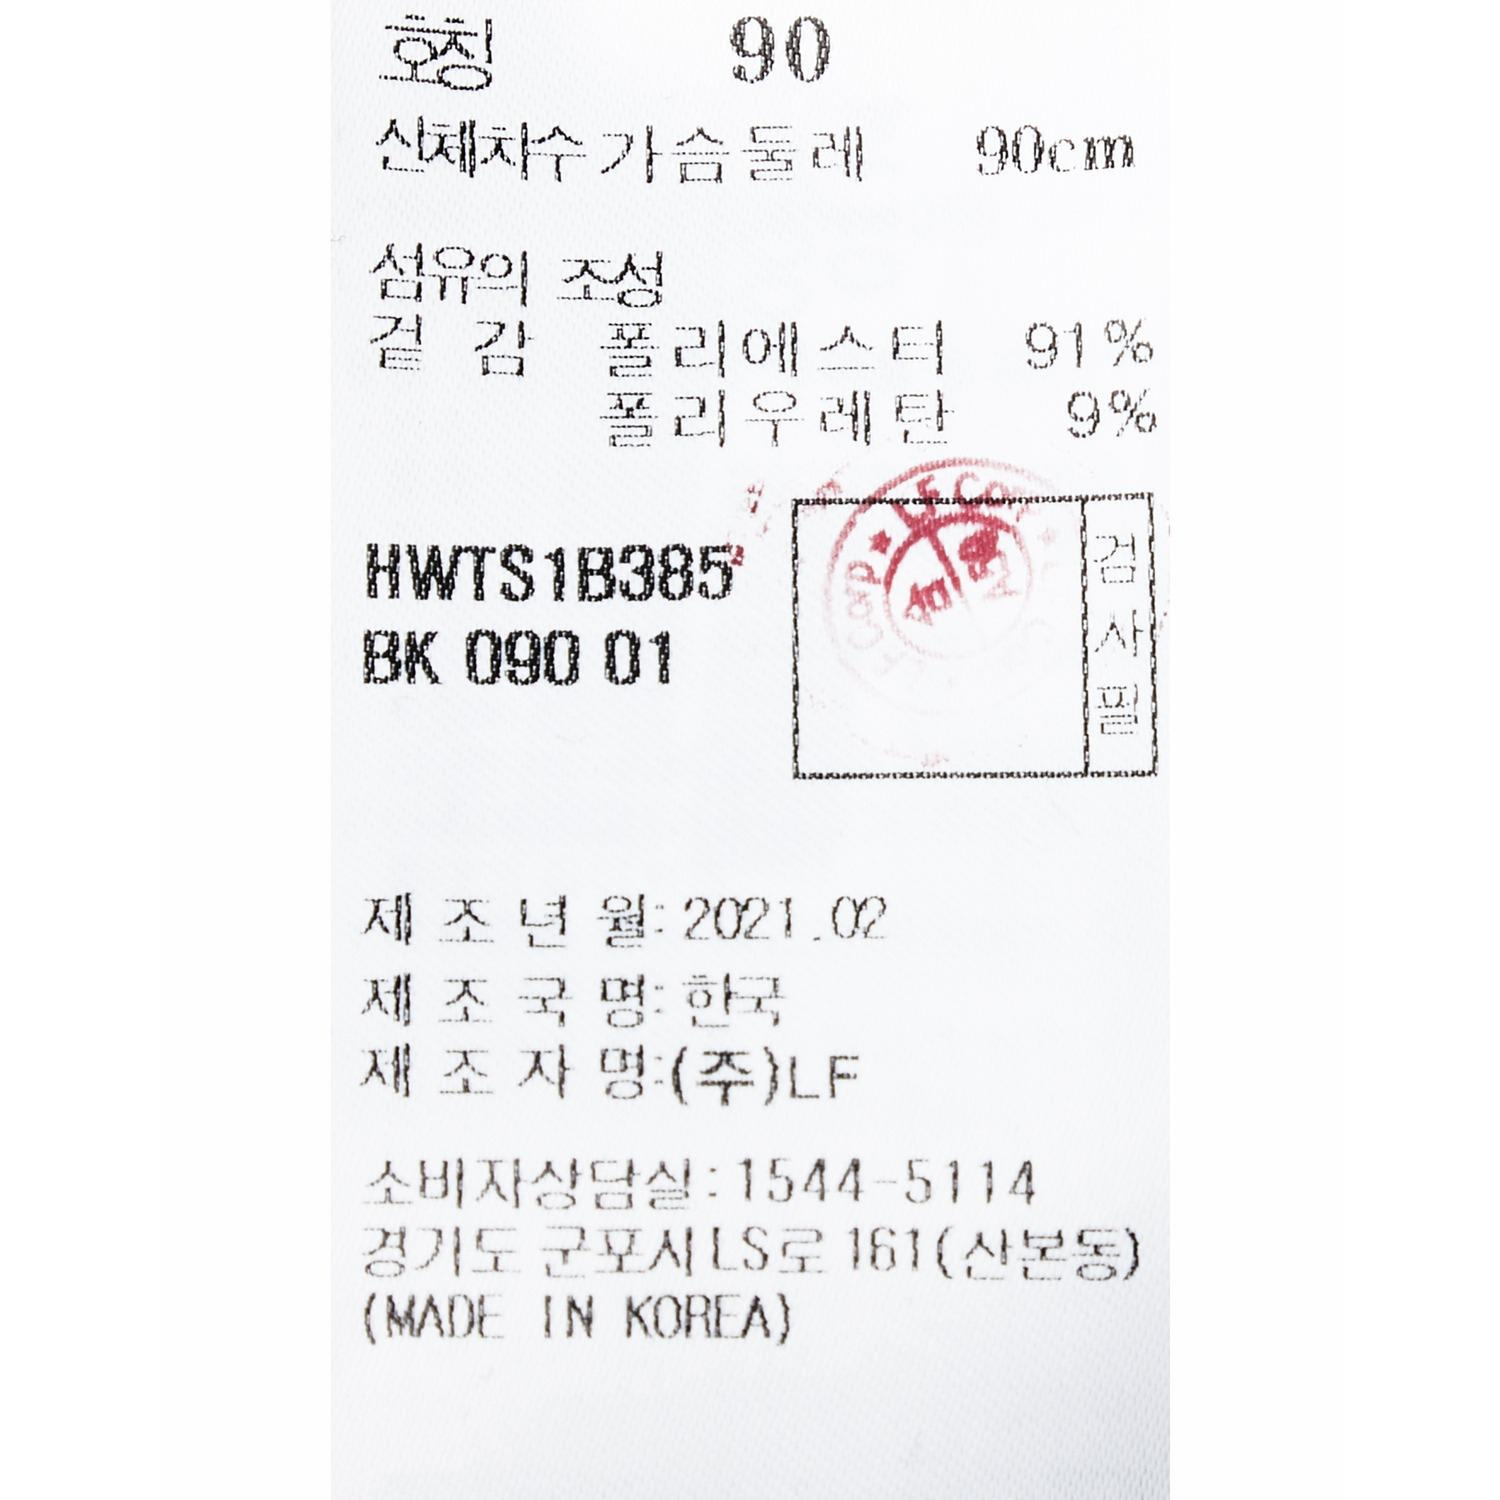 호칭 90
신체치수 가슴둘레 90cm
섬유의 조성
겉 감 폴리에스터 91%
폴리우레탄 9%
HWTS1B385
BK 090 01
LF Corp
검사필
제 조 년 월: 2021.02
제 조 국 명: 한국
제 조 자 명:(주)LF
소비자상담실:1544-5114
경기도 군포시 LS로 161(산본동)
(MADE IN KOREA)